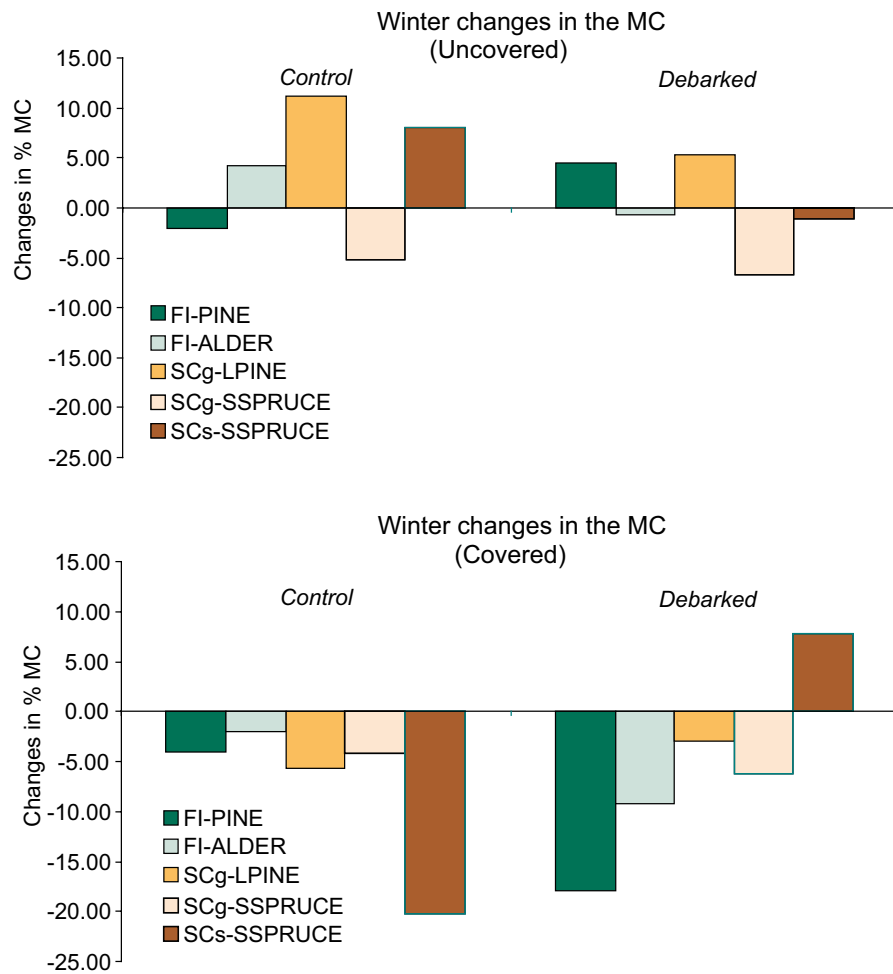 Winter changes in the MC
(Uncovered)
Control
Debarked
Changes in % MC
15.00
10.00
5.00
0.00
-5.00
-10.00
-15.00
-20.00
-25.00
FI-PINE
FI-ALDER
SCg-LPINE
SCg-SSPRUCE
SCs-SSPRUCE
Winter changes in the MC
(Covered)
Control
Debarked
Changes in % MC
15.00
10.00
5.00
0.00
-5.00
-10.00
-15.00
-20.00
-25.00
FI-PINE
FI-ALDER
SCg-LPINE
SCg-SSPRUCE
SCs-SSPRUCE